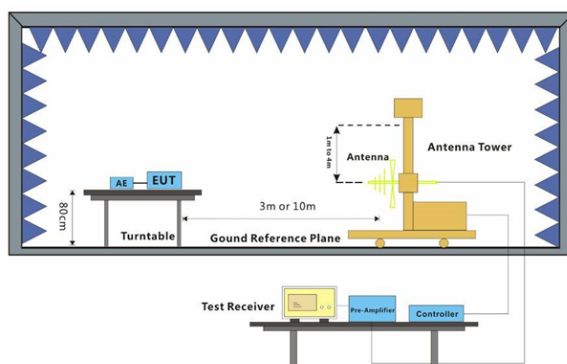 1m to 4m
Antenna
Antenna Tower
AE
EUT
80cm
3m or 10m
Turntable
Gound Reference Plane
Test Receiver
Pre-Amplifier
Controller